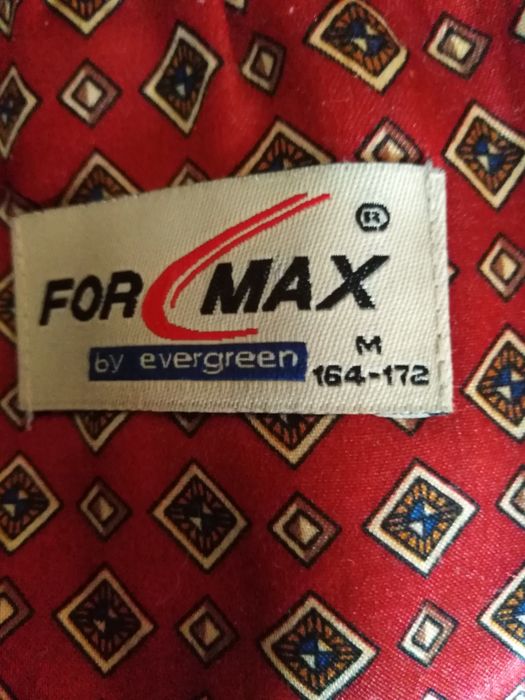 ®
FOR MAX
by evergreen
M
164-172